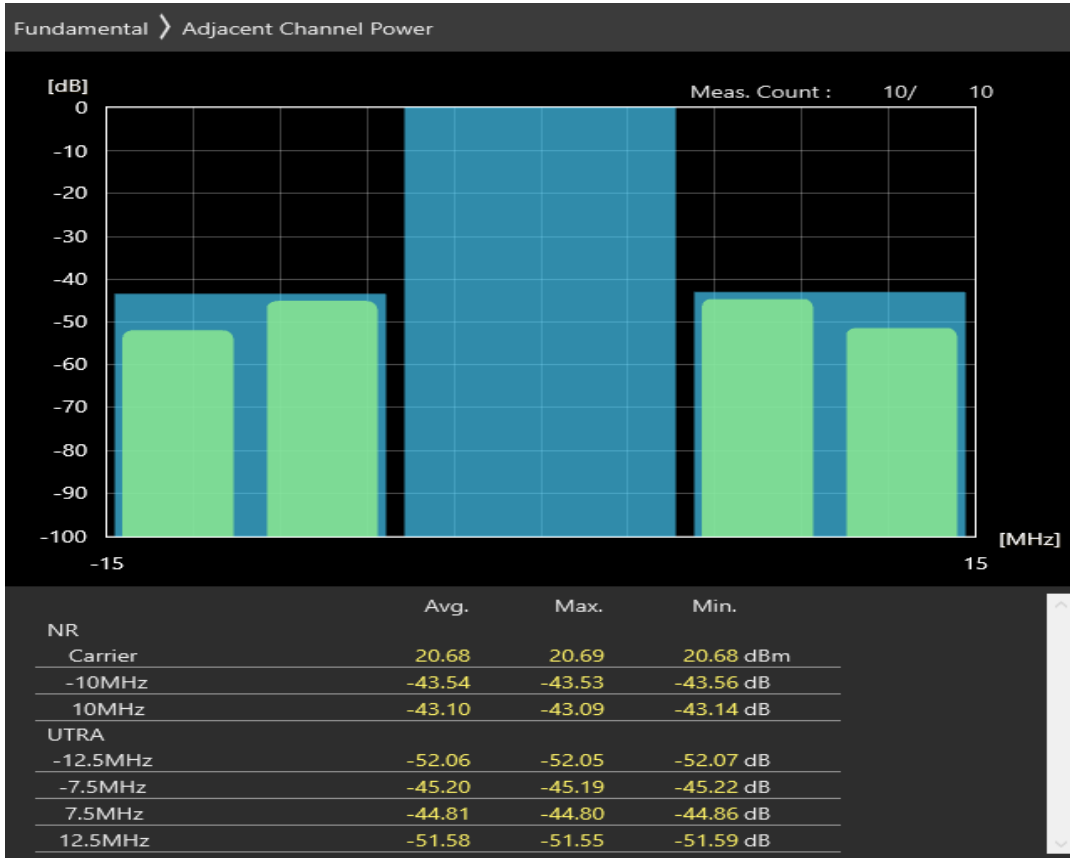 Fundamental ❭ Adjacent Channel Power
[dB]
Meas. Count : 10/ 10
0
-10
-20
-30
-40
-50
-60
-70
-80
-90
-100
[MHz]
-15 15
Avg. Max. Min.
NR
Carrier 20.68 20.69 20.68 dBm
-10MHz -43.54 -43.53 -43.56 dB
10MHz -43.10 -43.09 -43.14 dB
UTRA
-12.5MHz -52.06 -52.05 -52.07 dB
-7.5MHz -45.20 -45.19 -45.22 dB
7.5MHz -44.81 -44.80 -44.86 dB
12.5MHz -51.58 -51.55 -51.59 dB